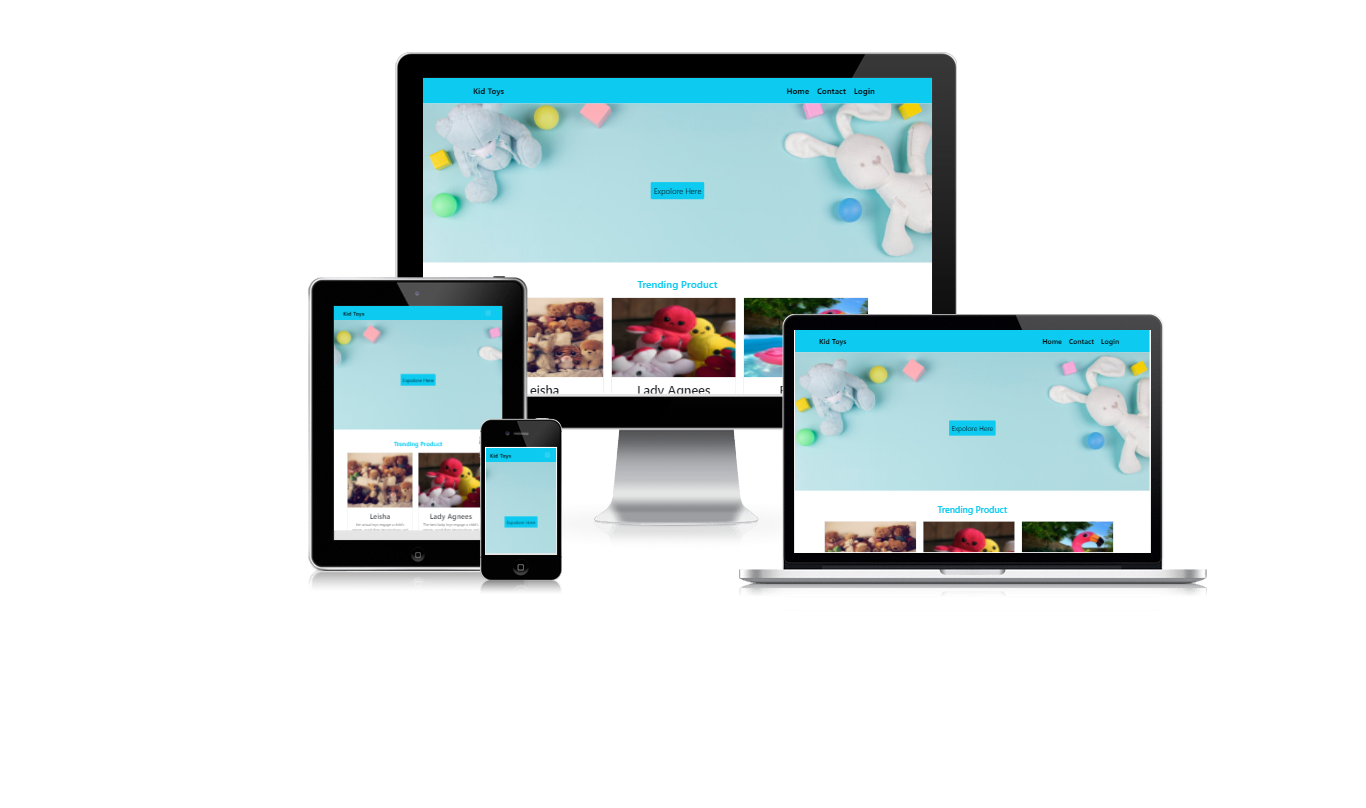 Kid Toys Home Contact Login
Expolore Here
Trending Product
eisha Lady Agnees
Kid Toys
Expolore Here
Trending Product
Leisha Lady Agnees
Kid Toys
Expolore Here
Kid Toys Home Contact Login
Expolore Here
Trending Product